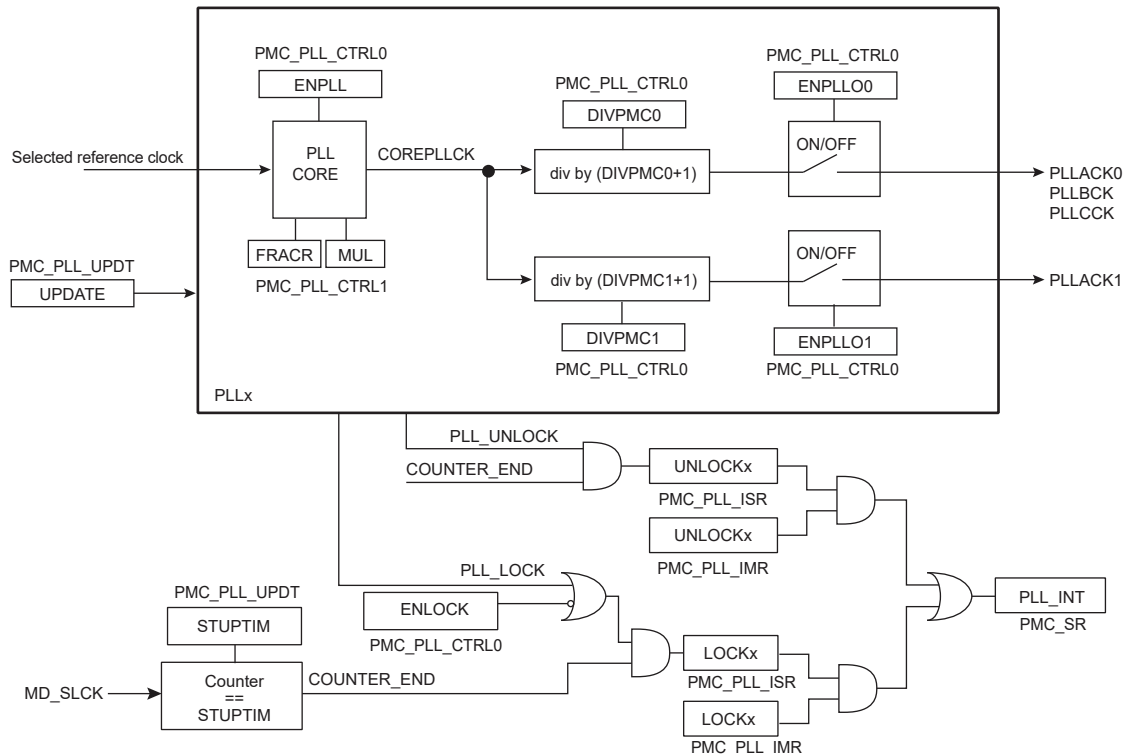 PMC_PLL_CTRL0
ENPLL
PMC_PLL_CTRL0
DIVPMC0
PMC_PLL_CTRL0
ENPLLO0
Selected reference clock
PLL
CORE
COREPLLCK
div by (DIVPMC0+1)
ON/OFF
PLLACK0
PLLBCK
PLLCCK
FRACR
MUL
PMC_PLL_CTRL1
PMC_PLL_UPDT
UPDATE
div by (DIVPMC1+1)
ON/OFF
PLLACK1
DIVPMC1
PMC_PLL_CTRL0
ENPLLO1
PMC_PLL_CTRL0
PLLx
PLL_UNLOCK
COUNTER_END
UNLOCKx
PMC_PLL_ISR
UNLOCKx
PMC_PLL_IMR
PLL_LOCK
ENLOCK
PMC_PLL_CTRL0
PLL_INT
PMC_SR
PMC_PLL_UPDT
STUPTIM
MD_SLCK
Counter
==
STUPTIM
COUNTER_END
LOCKx
PMC_PLL_ISR
LOCKx
PMC_PLL_IMR